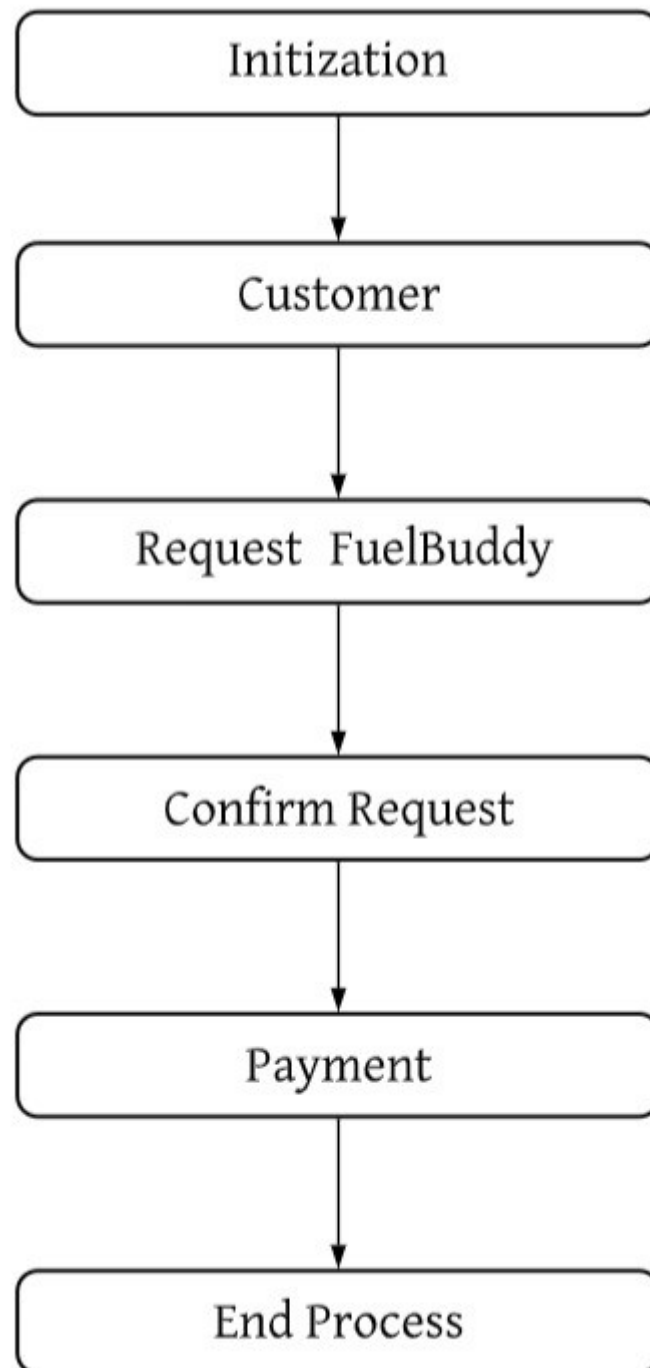 Initization
Customer
Request FuelBuddy
Confirm Request
Payment
End Process